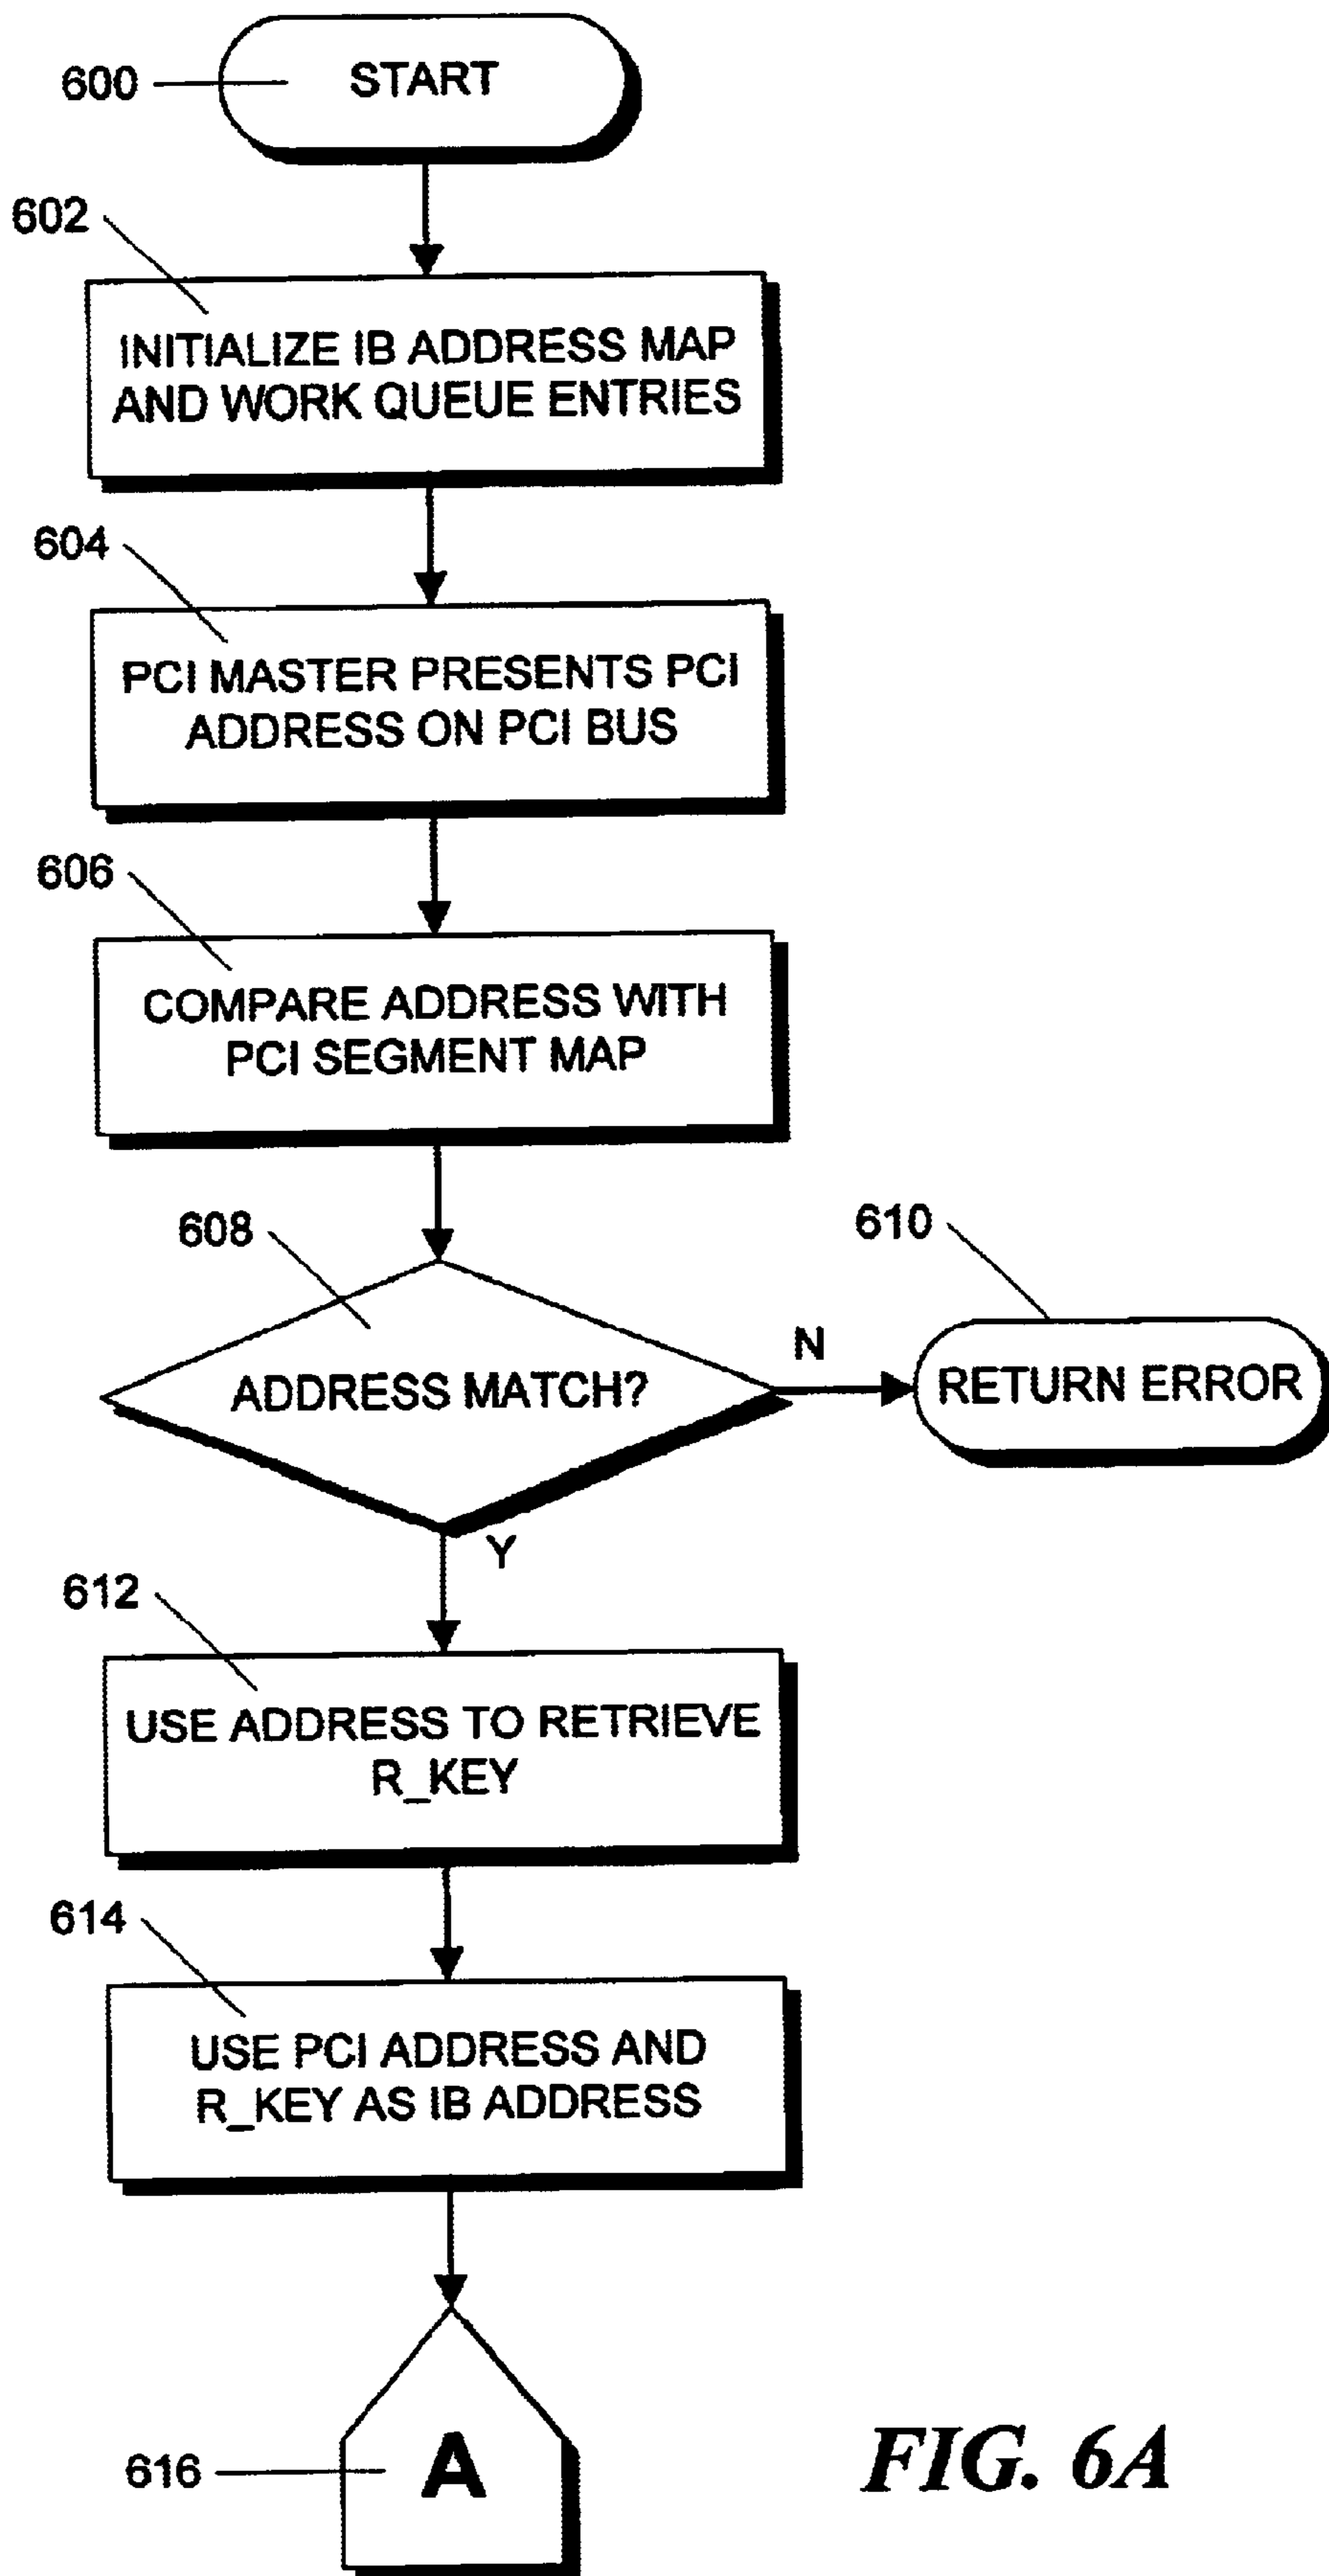 600
START
602
INITIALIZE IB ADDRESS MAP
AND WORK QUEUE ENTRIES
604
PCI MASTER PRESENTS PCI
ADDRESS ON PCI BUS
606
COMPARE ADDRESS WITH
PCI SEGMENT MAP
608
610
ADDRESS MATCH?
N
RETURN ERROR
Y
612
USE ADDRESS TO RETRIEVE
R_KEY
614
USE PCI ADDRESS AND
R_KEY AS IB ADDRESS
616
A
FIG. 6A